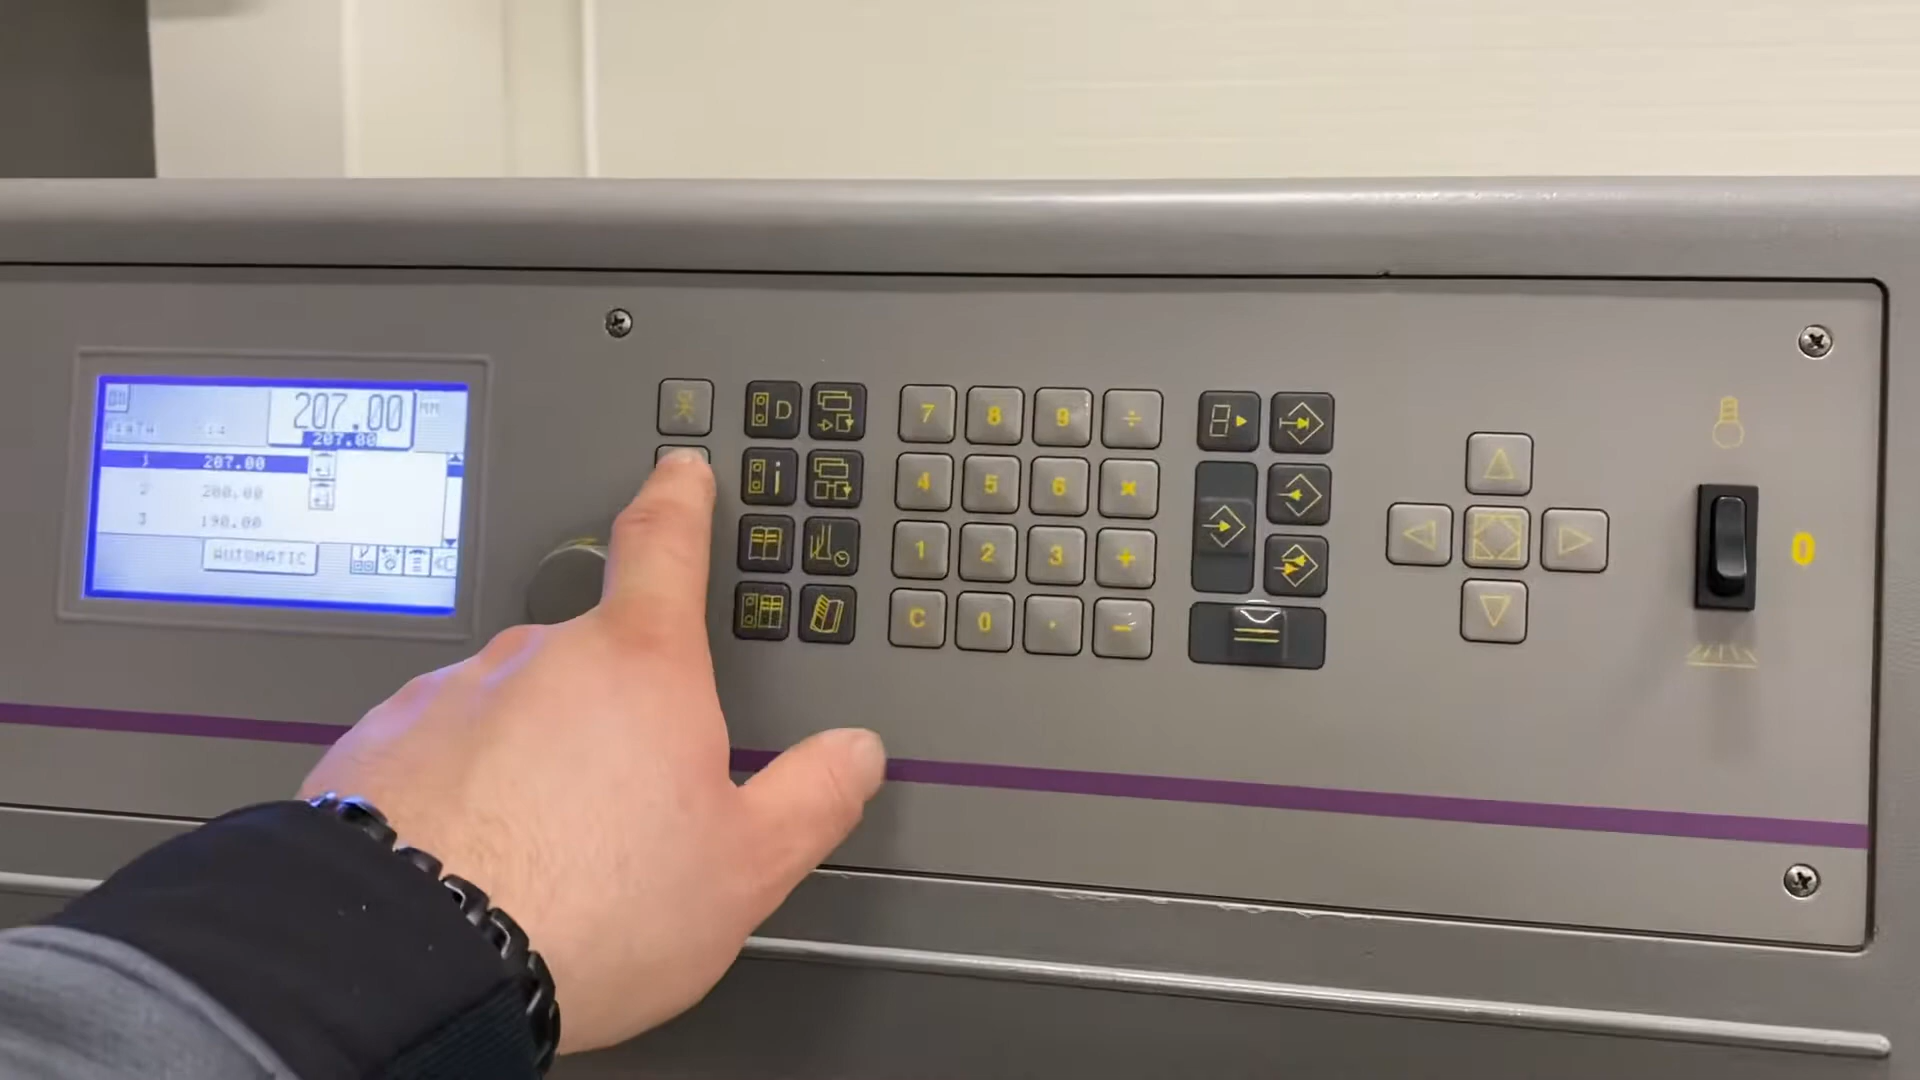 207.00 MM
207.00
1 207.00
2 200.00
3 190.00
AUTOMATIC
D
i
7 8 9 ÷
4 5 6 ×
1 2 3 +
C 0 . −
0